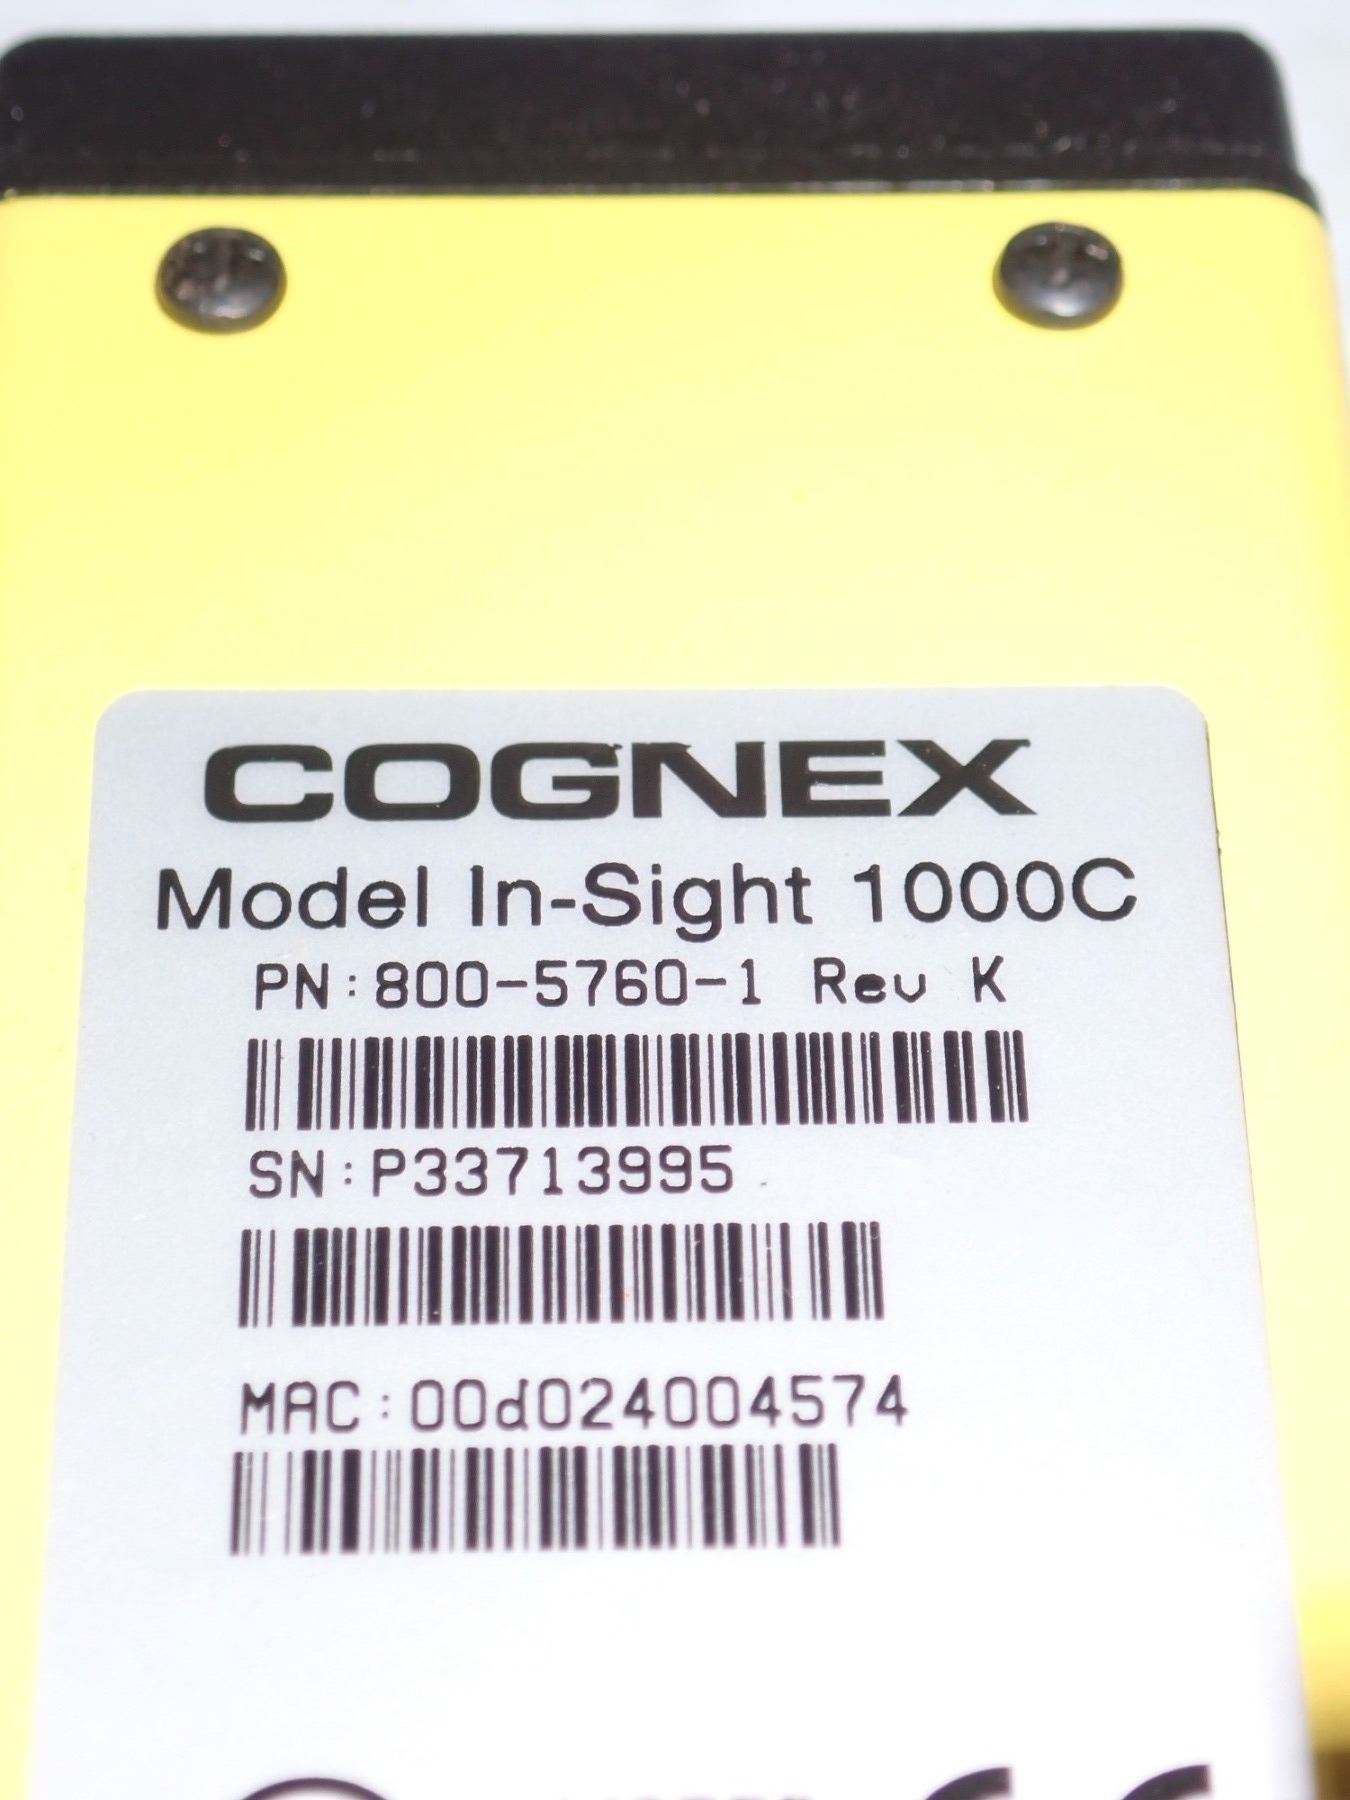 COGNEX
Model In-Sight 1000C
PN:800-5760-1 Rev K
SN:P33713995
MAC:00d024004574